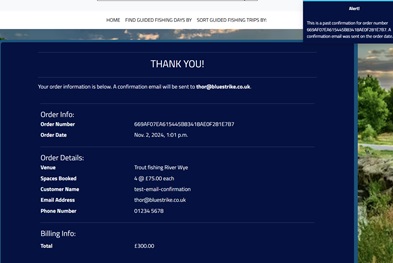 HOME FIND GUIDED FISHING DAYS BY SORT GUIDED FISHING TRIPS BY:
Alert!
This is a past confirmation for order number
669AF07EA615445B83418AE0F281E7B7. A
confirmation email was sent on the order date.
THANK YOU!
Your order information is below. A confirmation email will be sent to thor@bluestrike.co.uk.
Order Info:
Order Number 669AF07EA615445B83418AE0F281E7B7
Order Date Nov. 2, 2024, 1:01 p.m.
Order Details:
Venue Trout fishing River Wye
Spaces Booked 4 @ £75.00 each
Customer Name test-email-confirmation
Email Address thor@bluestrike.co.uk
Phone Number 01234 5678
Billing Info:
Total £300.00